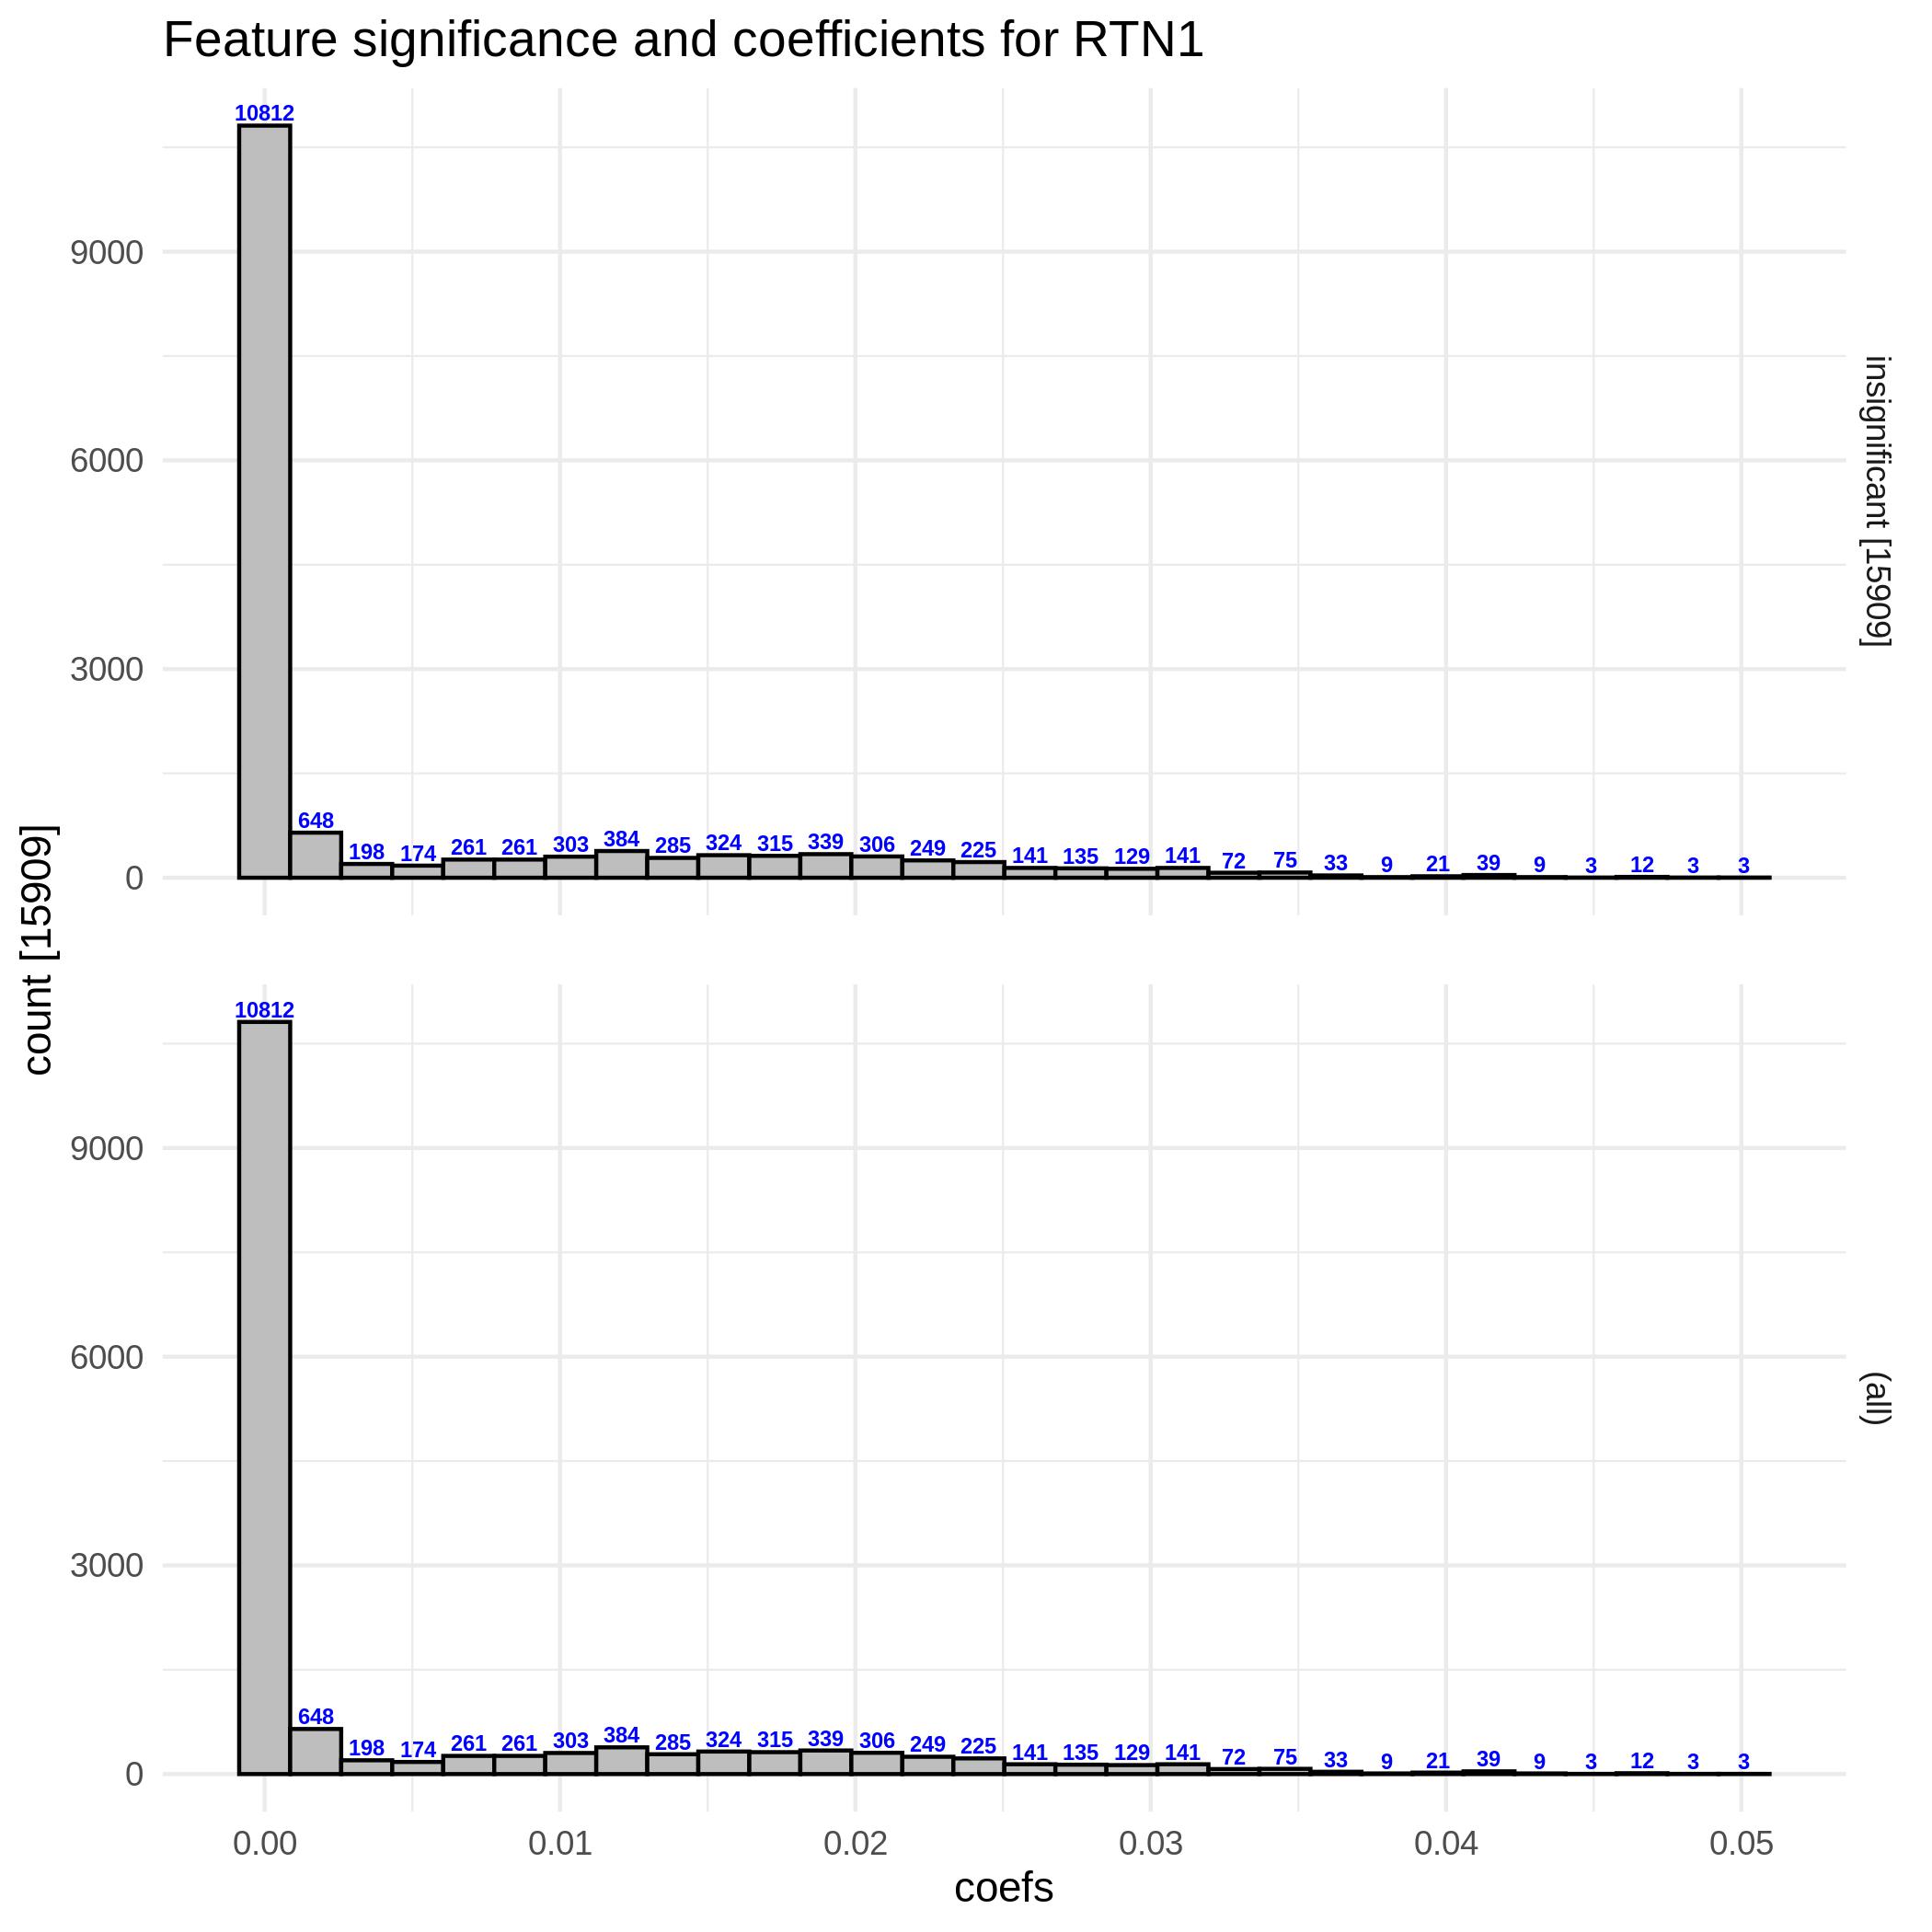 Feature significance and coefficients for RTN1
count [15909]
10812
648 198 174 261 261 303 384 285 324 315 339 306 249 225 141 135 129 141 72 75 33 9 21 39 9 3 12 3 3
9000
6000
3000
0
insignificant [15909]
10812
648 198 174 261 261 303 384 285 324 315 339 306 249 225 141 135 129 141 72 75 33 9 21 39 9 3 12 3 3
9000
6000
3000
0
(all)
0.00 0.01 0.02 0.03 0.04 0.05
coefs